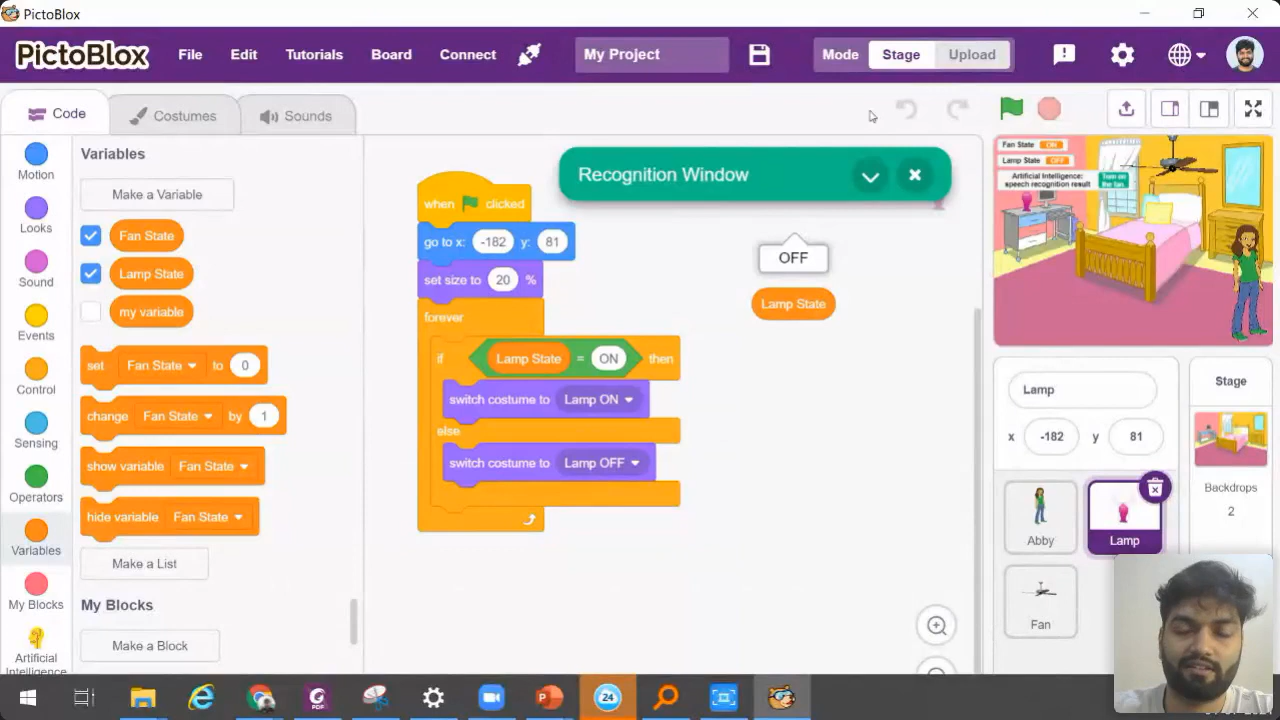 PictoBlox
PictoBlox
File
Edit
Tutorials
Board
Connect
My Project
Mode
Stage
Upload
Code
Costumes
Sounds
Motion
Looks
Sound
Events
Control
Sensing
Operators
Variables
My Blocks
Artificial
Intelligence
Variables
Make a Variable
Fan State
Lamp State
my variable
set Fan State to 0
change Fan State by 1
show variable Fan State
hide variable Fan State
Make a List
My Blocks
Make a Block
when clicked
go to x: -182 y: 81
set size to 20 %
forever
if Lamp State = ON then
switch costume to Lamp ON
else
switch costume to Lamp OFF
Recognition Window
OFF
Lamp State
Fan State ON
Lamp State OFF
Artificial Intelligence:
speech recognition result
Turn on
the fan.
Lamp
x -182 y 81
Abby
Lamp
Fan
Stage
Backdrops
2
24
PDF